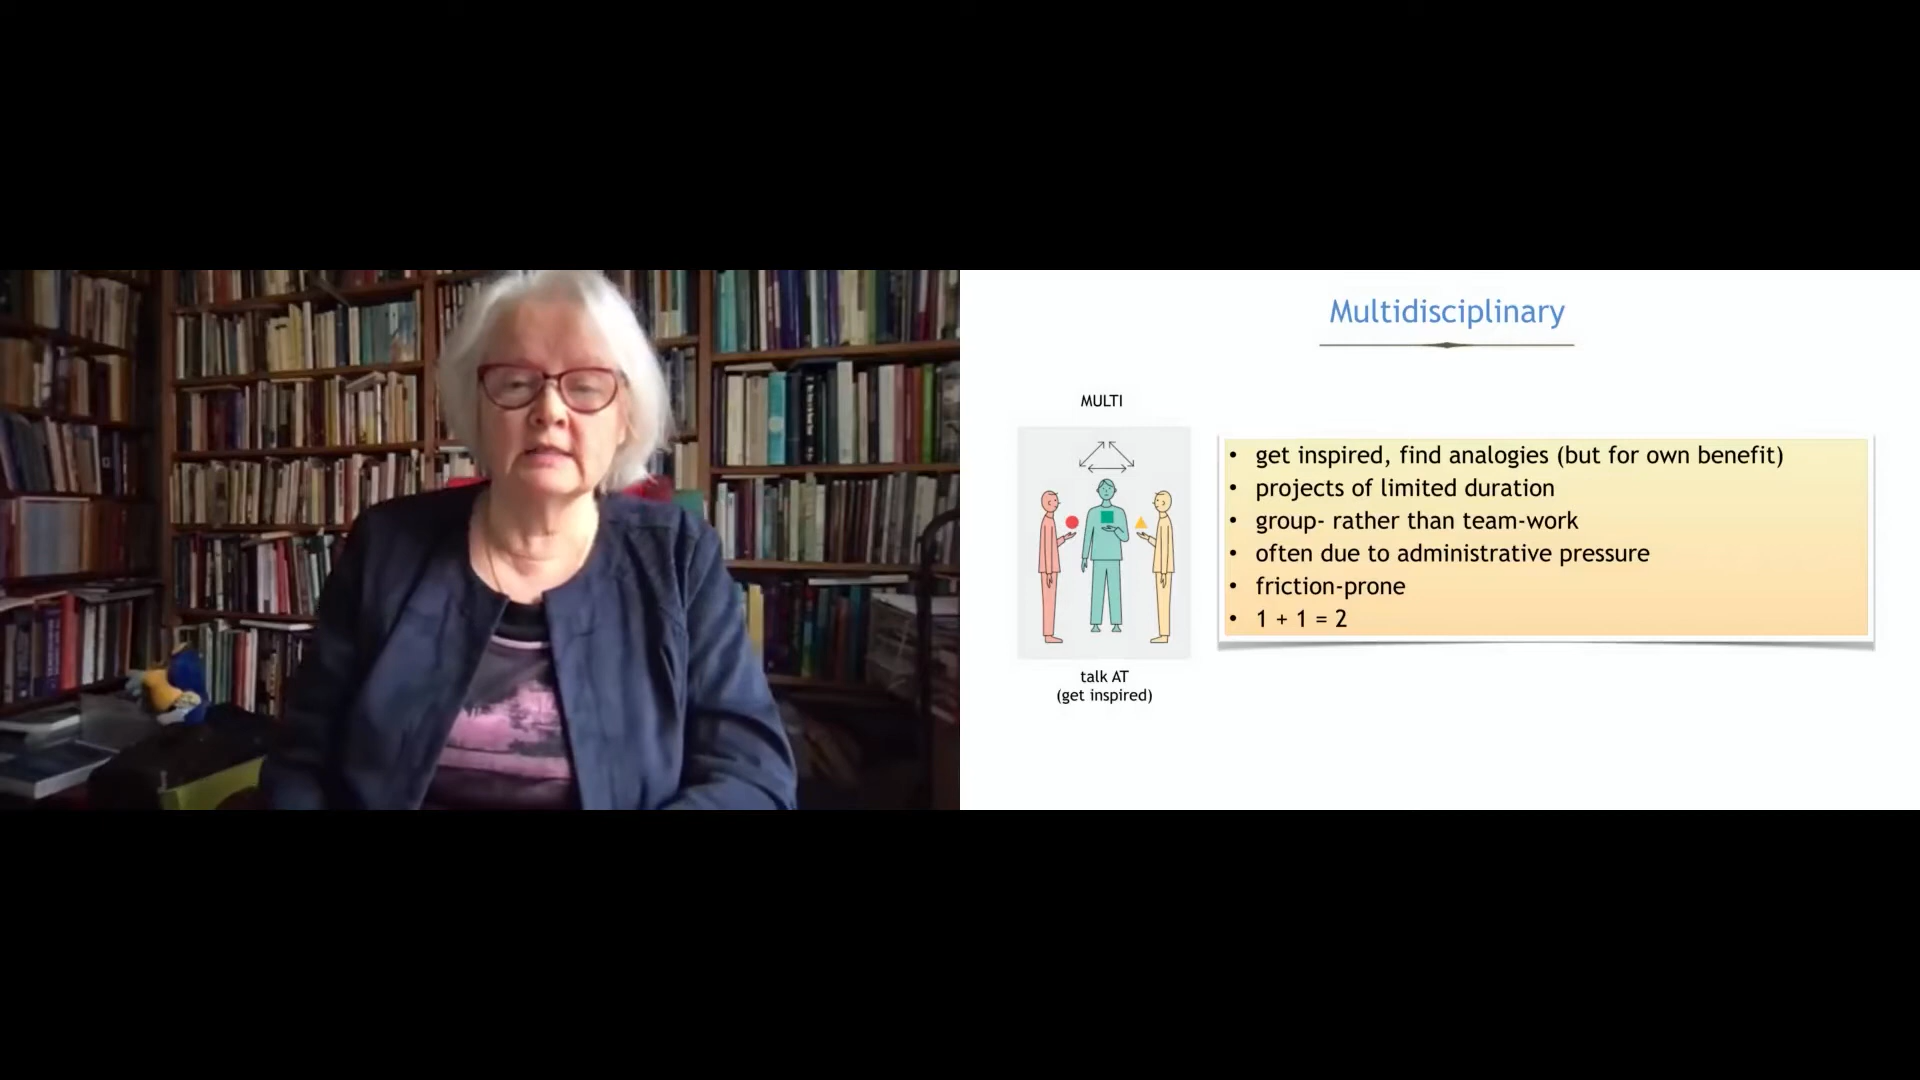 Multidisciplinary
MULTI
• get inspired, find analogies (but for own benefit)
• projects of limited duration
• group- rather than team-work
• often due to administrative pressure
• friction-prone
• 1 + 1 = 2
talk AT
(get inspired)